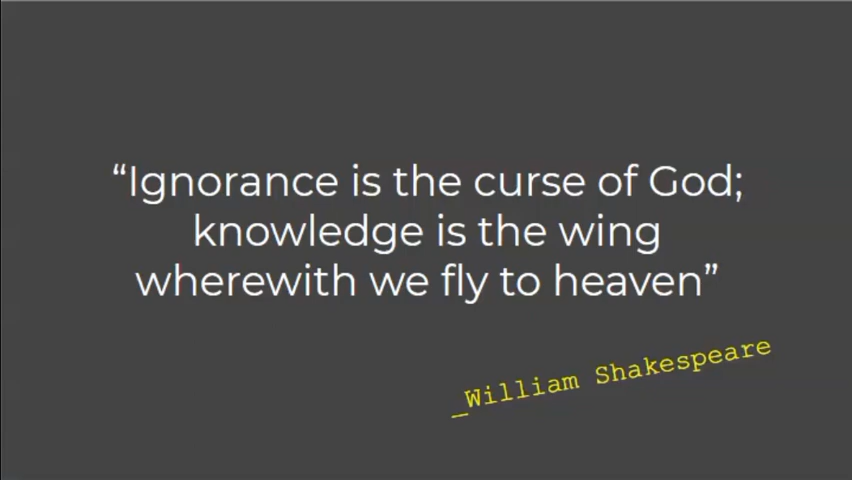 “Ignorance is the curse of God;
knowledge is the wing
wherewith we fly to heaven”
_William Shakespeare